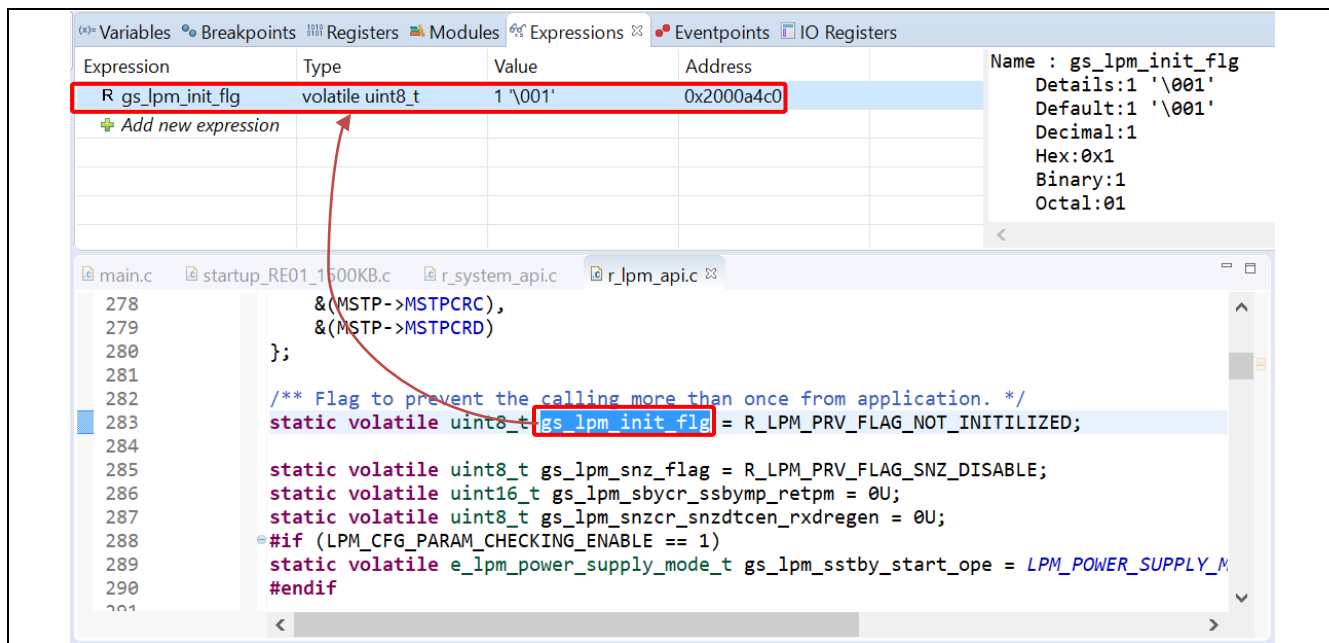 (x)= Variables Breakpoints Registers Modules Expressions Eventpoints IO Registers
Expression Type Value Address
R gs_lpm_init_flg volatile uint8_t 1 '\001' 0x2000a4c0
Add new expression
Name : gs_lpm_init_flg
Details:1 '\001'
Default:1 '\001'
Decimal:1
Hex:0x1
Binary:1
Octal:01
main.c startup_RE01_1500KB.c r_system_api.c r_lpm_api.c
278 &(MSTP->MSTPCRC),
279 &(MSTP->MSTPCRD)
280 };
281
282 /** Flag to prevent the calling more than once from application. */
283 static volatile uint8_t gs_lpm_init_flg = R_LPM_PRV_FLAG_NOT_INITILIZED;
284
285 static volatile uint8_t gs_lpm_snz_flag = R_LPM_PRV_FLAG_SNZ_DISABLE;
286 static volatile uint16_t gs_lpm_sbycr_ssbymp_retpm = 0U;
287 static volatile uint8_t gs_lpm_snzcr_snzdtcen_rxdregen = 0U;
288 #if (LPM_CFG_PARAM_CHECKING_ENABLE == 1)
289 static volatile e_lpm_power_supply_mode_t gs_lpm_sstby_start_ope = LPM_POWER_SUPPLY_M
290 #endif
291